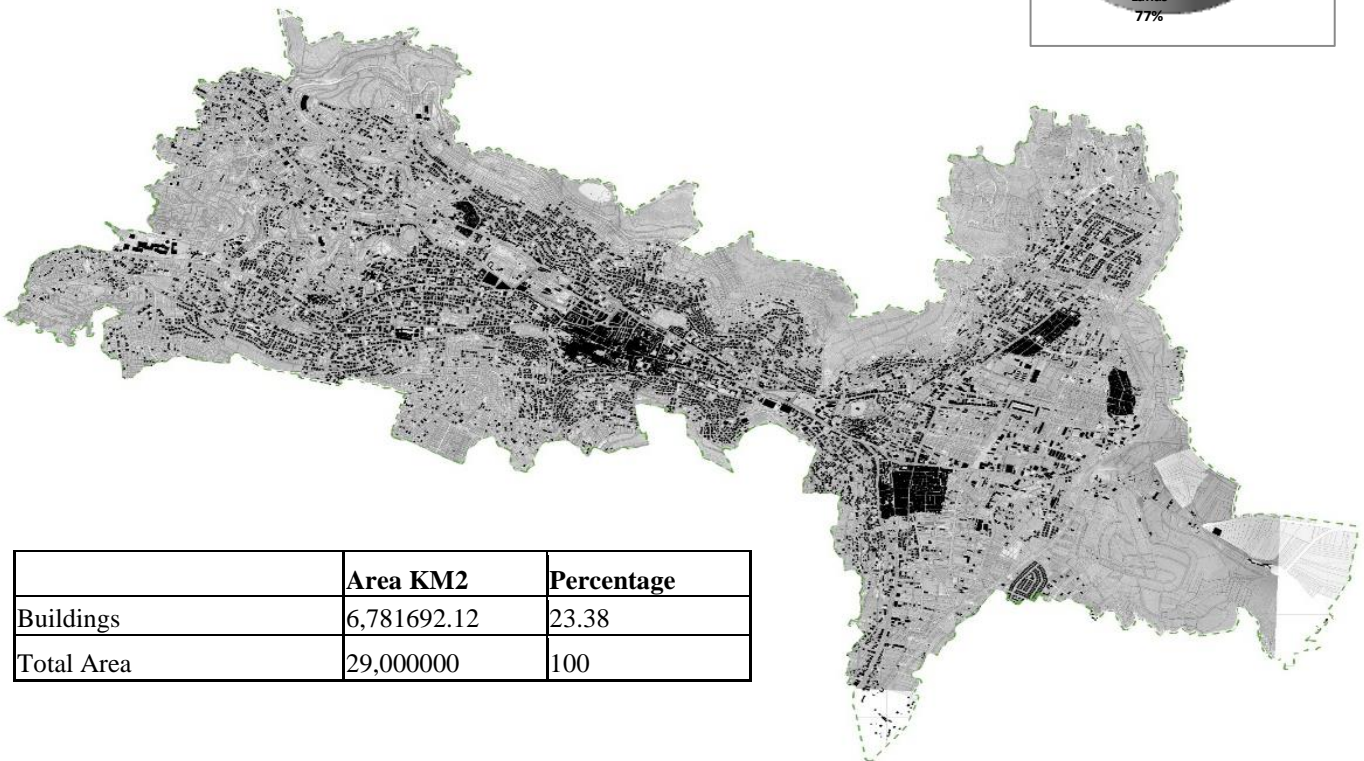 77%
Area KM2 Percentage
Buildings 6,781692.12 23.38
Total Area 29,000000 100